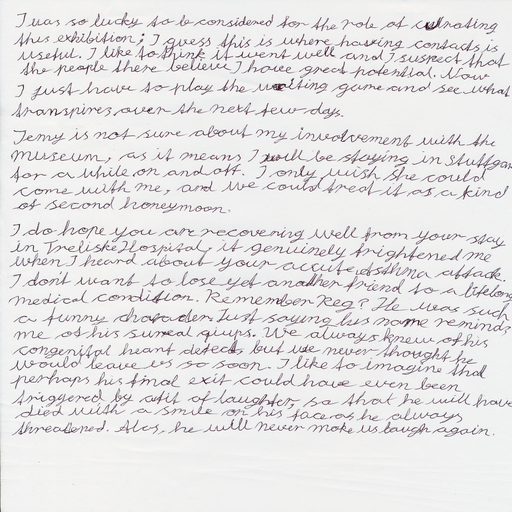 I was so lucky to be considered for the role of curating
this exhibition; I guess this is where having contacts is
useful. I like to think it went well and I suspect that
the people there believe I have great potential. Now
I just have to play the waiting game and see what
transpires over the next few days.
Jemy is not sure about my involvement with the
museum, as it means I will be staying in Stuttgart
for a while on and off. I only wish she could
come with me, and we could treat it as a kind
of second honeymoon.
I do hope you are recovering well from your stay
in Treliske Hospital, it genuinely frightened me
when I heard about your accute asthma attack.
I don't want to lose yet another friend to a lifelong
medical condition. Remember Reg? He was such
a funny character. Just saying his name reminds
me of his surreal quips. We always knew of his
congenital heart defects, but we never thought he
would leave us so soon. I like to imagine that
perhaps his final exit could have even been
triggered by a fit of laughter, so that he will have
died with a smile on his face as he always
threatened. Alas, he will never make us laugh again.